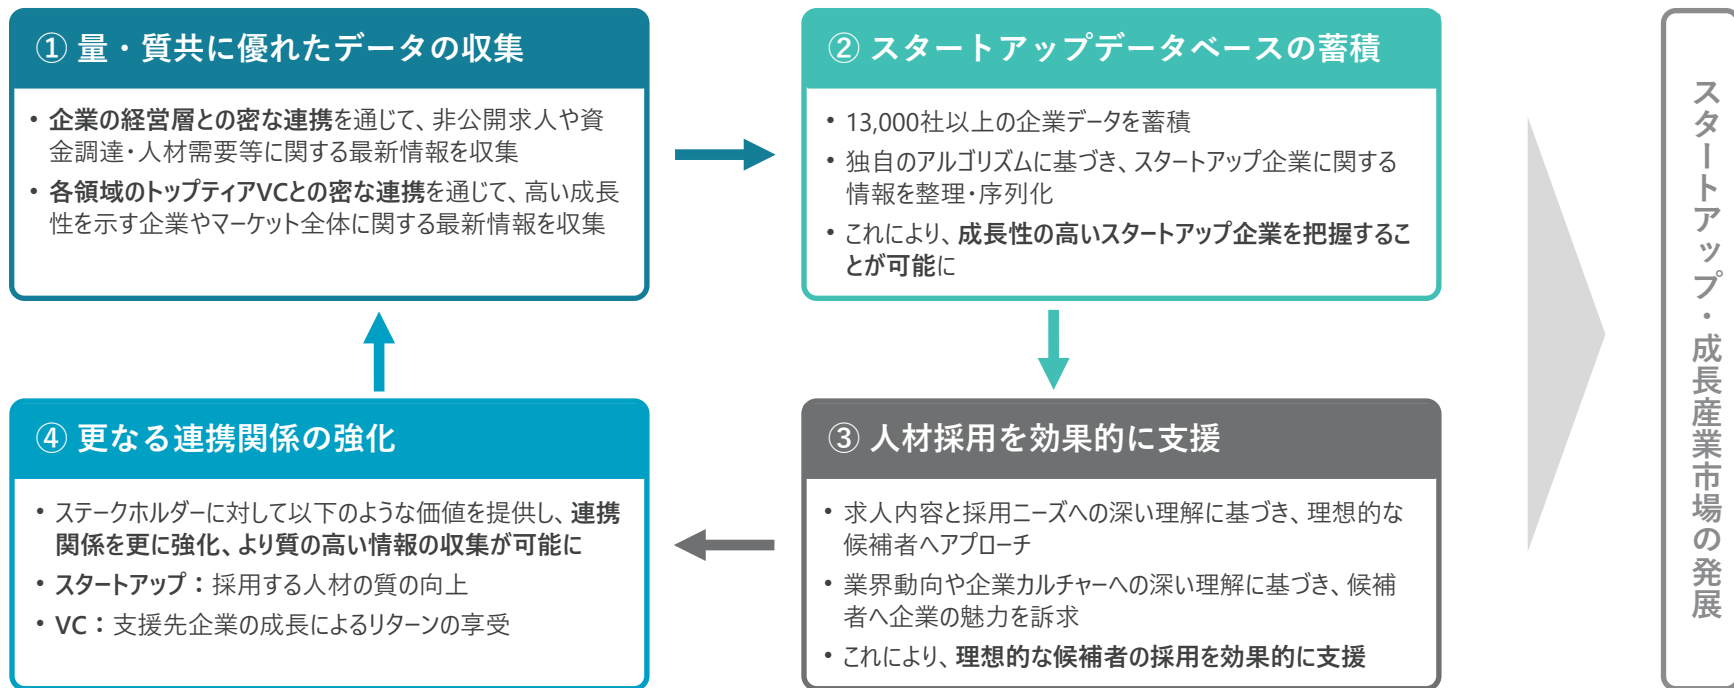 ① 量・質共に優れたデータの収集
• 企業の経営層との密な連携を通じて、非公開求人や資
金調達・人材需要等に関する最新情報を収集
• 各領域のトップティアVCとの密な連携を通じて、高い成長
性を示す企業やマーケット全体に関する最新情報を収集
② スタートアップデータベースの蓄積
• 13,000社以上の企業データを蓄積
• 独自のアルゴリズムに基づき、スタートアップ企業に関する
情報を整理・序列化
• これにより、成長性の高いスタートアップ企業を把握するこ
とが可能に
③ 人材採用を効果的に支援
• 求人内容と採用ニーズへの深い理解に基づき、理想的な
候補者へアプローチ
• 業界動向や企業カルチャーへの深い理解に基づき、候補
者へ企業の魅力を訴求
• これにより、理想的な候補者の採用を効果的に支援
④ 更なる連携関係の強化
• ステークホルダーに対して以下のような価値を提供し、連携
関係を更に強化、より質の高い情報の収集が可能に
• スタートアップ：採用する人材の質の向上
• VC：支援先企業の成長によるリターンの享受
スタートアップ・成長産業市場の発展